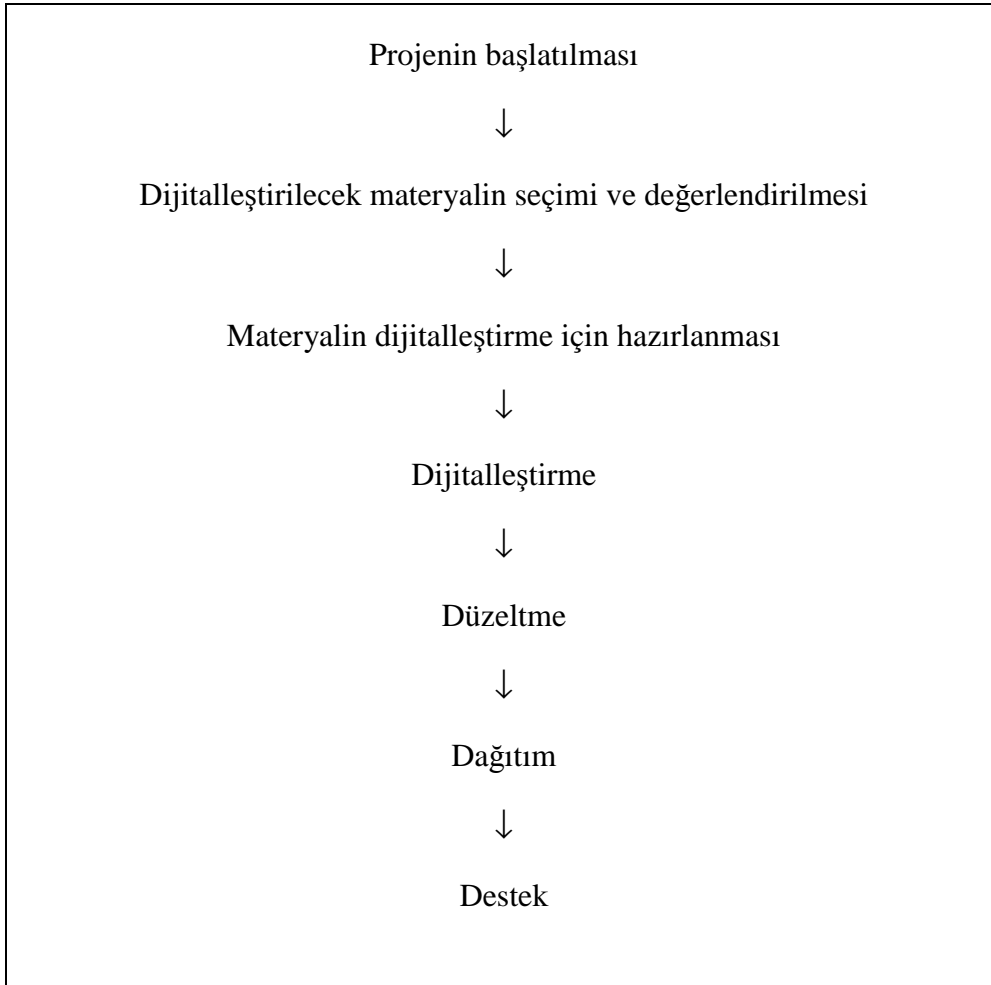 Projenin başlatılması
↓
Dijitalleştirilecek materyalin seçimi ve değerlendirilmesi
↓
Materyalin dijitalleştirme için hazırlanması
↓
Dijitalleştirme
↓
Düzeltme
↓
Dağıtım
↓
Destek